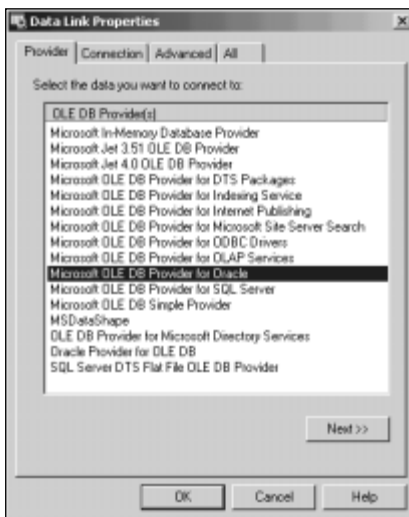 Data Link Properties
Provider Connection Advanced All
Select the data you want to connect to:
OLE DB Provider(s)
Microsoft In-Memory Database Provider
Microsoft Jet 3.51 OLE DB Provider
Microsoft Jet 4.0 OLE DB Provider
Microsoft OLE DB Provider for DTS Packages
Microsoft OLE DB Provider for Indexing Service
Microsoft OLE DB Provider for Internet Publishing
Microsoft OLE DB Provider for Microsoft Site Server Search
Microsoft OLE DB Provider for ODBC Drivers
Microsoft OLE DB Provider for OLAP Services
Microsoft OLE DB Provider for Oracle
Microsoft OLE DB Provider for SQL Server
Microsoft OLE DB Simple Provider
MSDataShape
OLE DB Provider for Microsoft Directory Services
Oracle Provider for OLE DB
SQL Server DTS Flat File OLE DB Provider
Next >>
OK Cancel Help